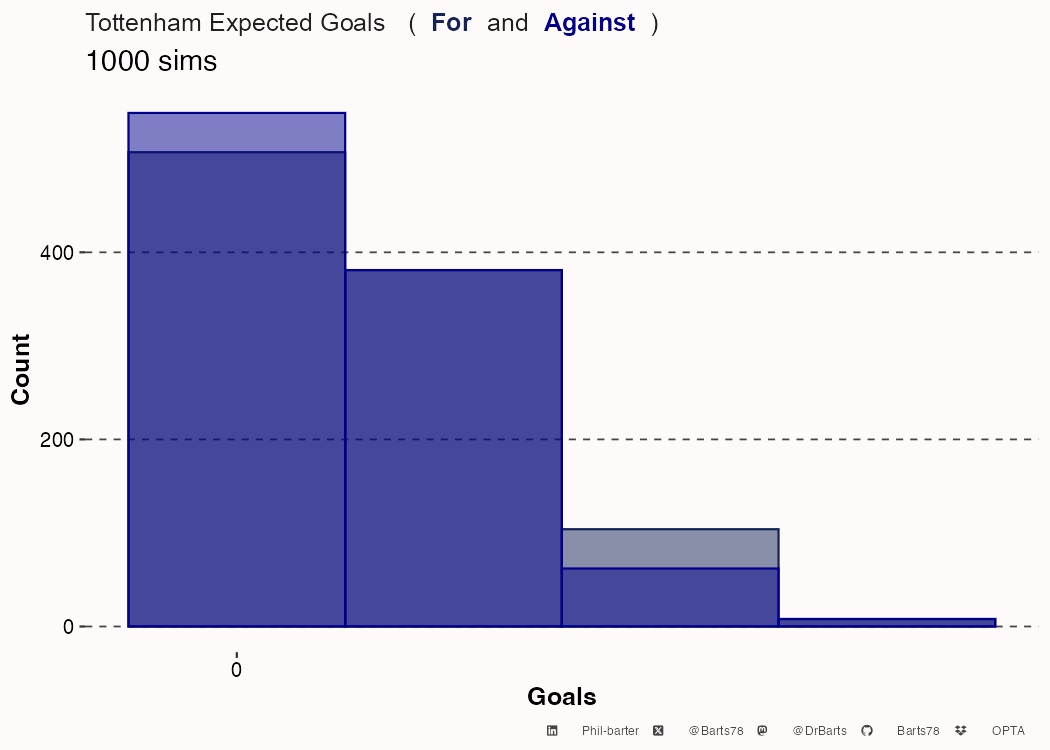 Tottenham Expected Goals ( For and Against )
1000 sims
Count
400
200
0
0
Goals
Phil-barter @Barts78 @DrBarts Barts78 OPTA